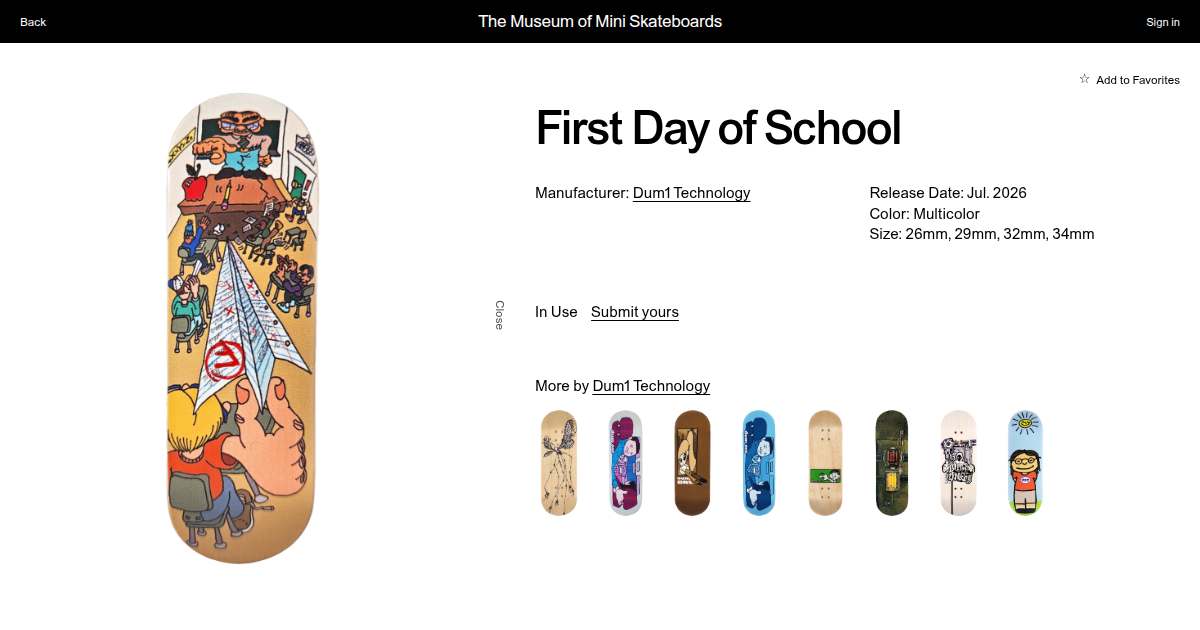 Back
The Museum of Mini Skateboards
Sign in
☆ Add to Favorites
First Day of School
Manufacturer: Dum1 Technology
Release Date: Jul. 2026
Color: Multicolor
Size: 26mm, 29mm, 32mm, 34mm
Close
In Use Submit yours
More by Dum1 Technology